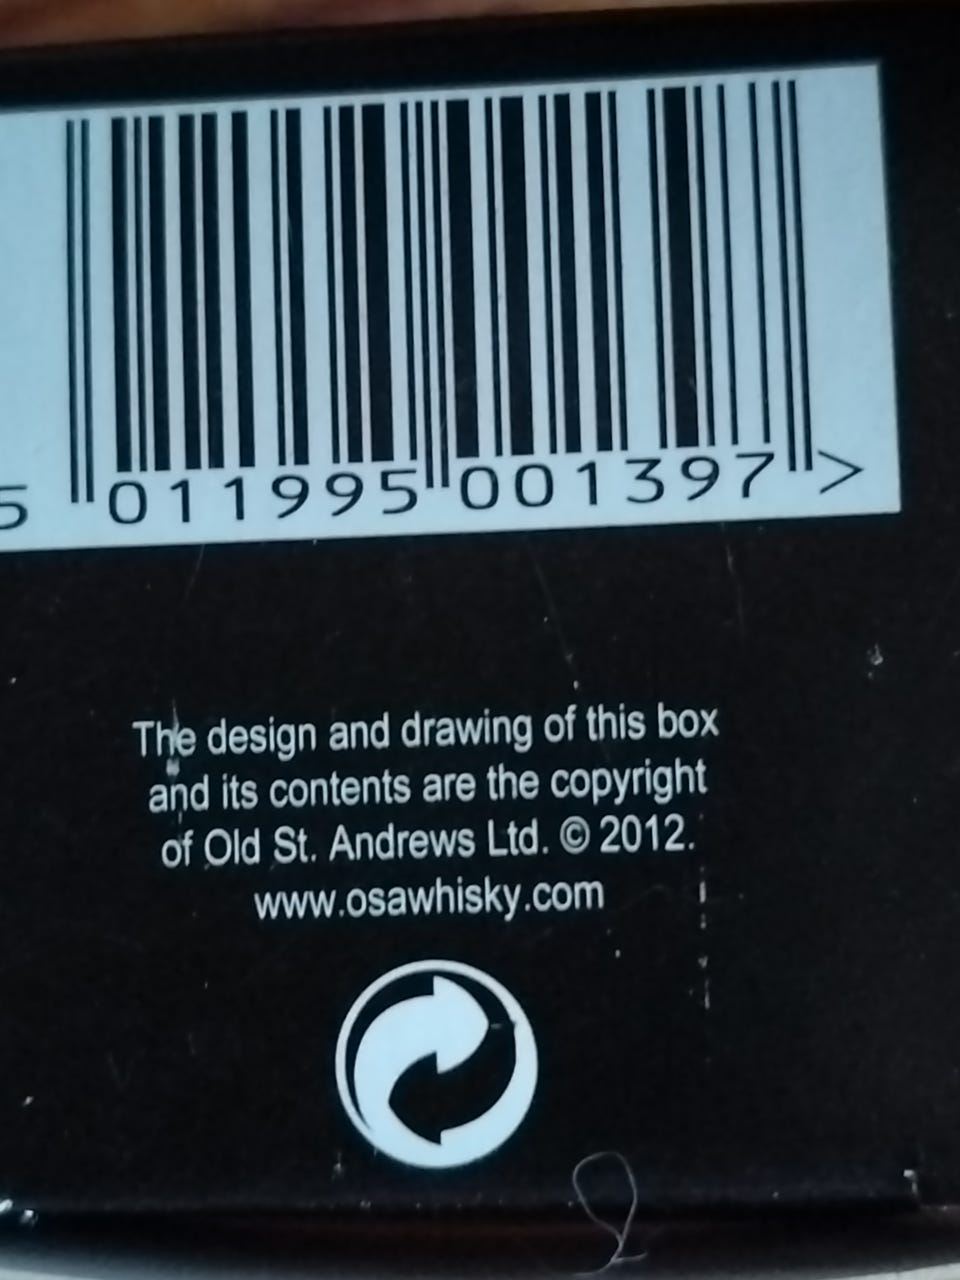 5 011995 001397 >
The design and drawing of this box
and its contents are the copyright
of Old St. Andrews Ltd. © 2012.
www.osawhisky.com